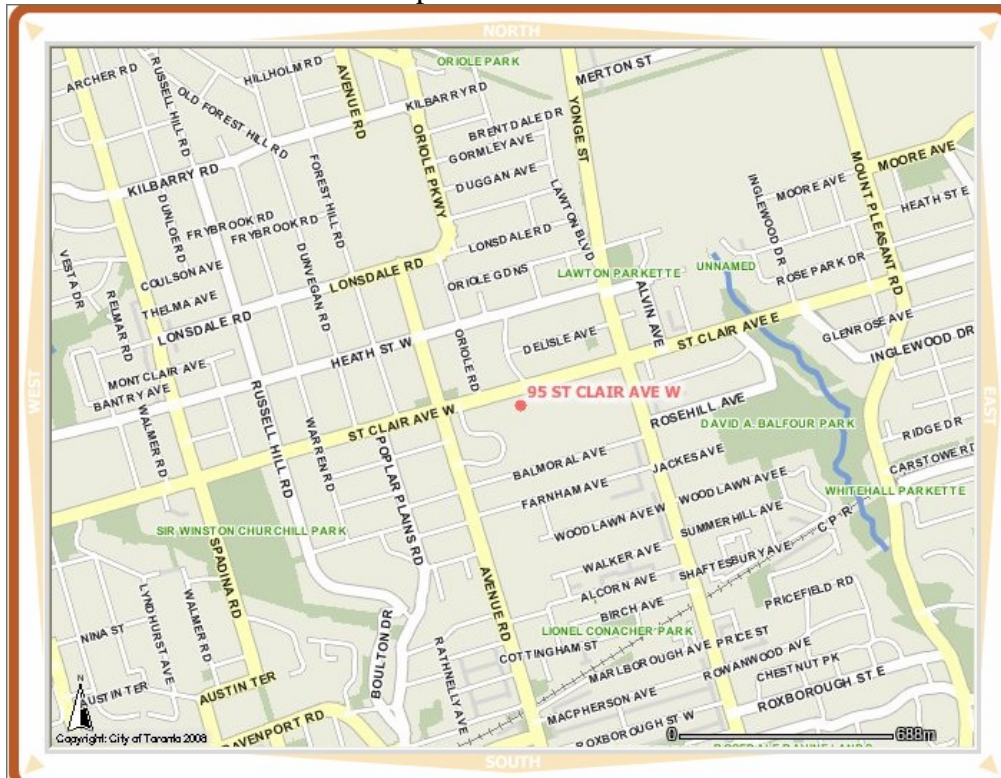 NORTH
ORIOLE PARK
MERTON ST
ARCHER RD
RUSSELL HILL RD
HILLHOLM RD
AVENUE RD
OLD FOREST HILL RD
KILBARRY RD
ORIOLE PKWY
YONGE ST
BRENTDALE DR
GORMLEY AVE
DUGGAN AVE
MOORE AVE
MOUNT PLEASANT RD
MOORE AVE
HEATH ST E
INGLEWOOD DR
KILBARRY RD
FOREST HILL RD
LAWTON BLVD
DUNLOE RD
FRYBROOK RD
FRYBROOK RD
LONSDALE RD
VESTA DR
COULSON AVE
DUNVEGAN RD
LONSDALE RD
ORIOLE GDNS
LAWTON PARKETTE
UNNAMED
ROSE PARK DR
THELMA AVE
RELMAR RD
LONSDALE RD
ALVIN AVE
HEATH ST W
ORIOLE RD
DELISLE AVE
ST CLAIR AVE E
GLENROSE AVE
INGLEWOOD DR
MONTCLAIR AVE
BANTRY AVE
WEST
EAST
95 ST CLAIR AVE W
WALMER RD
RUSSELL HILL RD
WARREN RD
ST CLAIR AVE W
POPLAR PLAINS RD
ROSEHILL AVE
DAVID A. BALFOUR PARK
RIDGE DR
BALMORAL AVE
JACKES AVE
CARSTOWE RD
FARNHAM AVE
WOODLAWN AVE E
WHITEHALL PARKETTE
SIR WINSTON CHURCHILL PARK
WOODLAWN AVE W
SUMMERHILL AVE
C P R
SPADINA RD
WALKER AVE
SHAFTESBURY AVE
AVENUE RD
ALCORN AVE
PRICEFIELD RD
LYNDHURST AVE
WALMER RD
BIRCH AVE
NINA ST
BOULTON DR
RATHNELLY AVE
LIONEL CONACHER PARK
COTTINGHAM ST
MARLBOROUGH AVE
PRICE ST
ROWANWOOD AVE
CHESTNUT PK
N
AUSTIN TER
AUSTIN TER
MACPHERSON AVE
ROXBOROUGH ST E
DAVENPORT RD
ROXBOROUGH ST W
Copyright: City of Toronto 2008
0 688m
SOUTH